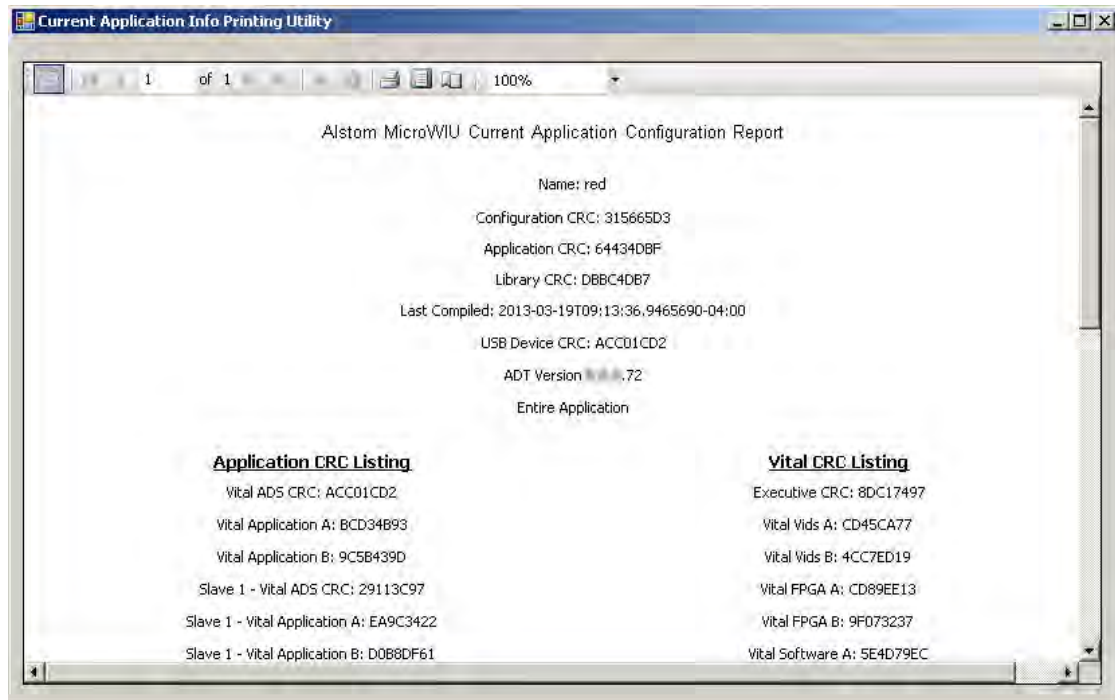 Current Application Info Printing Utility
1 of 1 100%
Alstom MicroWIU Current Application Configuration Report
Name: red
Configuration CRC: 315665D3
Application CRC: 64434DBF
Library CRC: DBBC4DB7
Last Compiled: 2013-03-19T09:13:36.9465690-04:00
USB Device CRC: ACC01CD2
ADT Version .72
Entire Application
Application CRC Listing
Vital ADS CRC: ACC01CD2
Vital Application A: BCD34B93
Vital Application B: 9C5B439D
Slave 1 - Vital ADS CRC: 29113C97
Slave 1 - Vital Application A: EA9C3422
Slave 1 - Vital Application B: D0B8DF61
Vital CRC Listing
Executive CRC: 8DC17497
Vital Vids A: CD45CA77
Vital Vids B: 4CC7ED19
Vital FPGA A: CD89EE13
Vital FPGA B: 9F073237
Vital Software A: 5E4D79EC